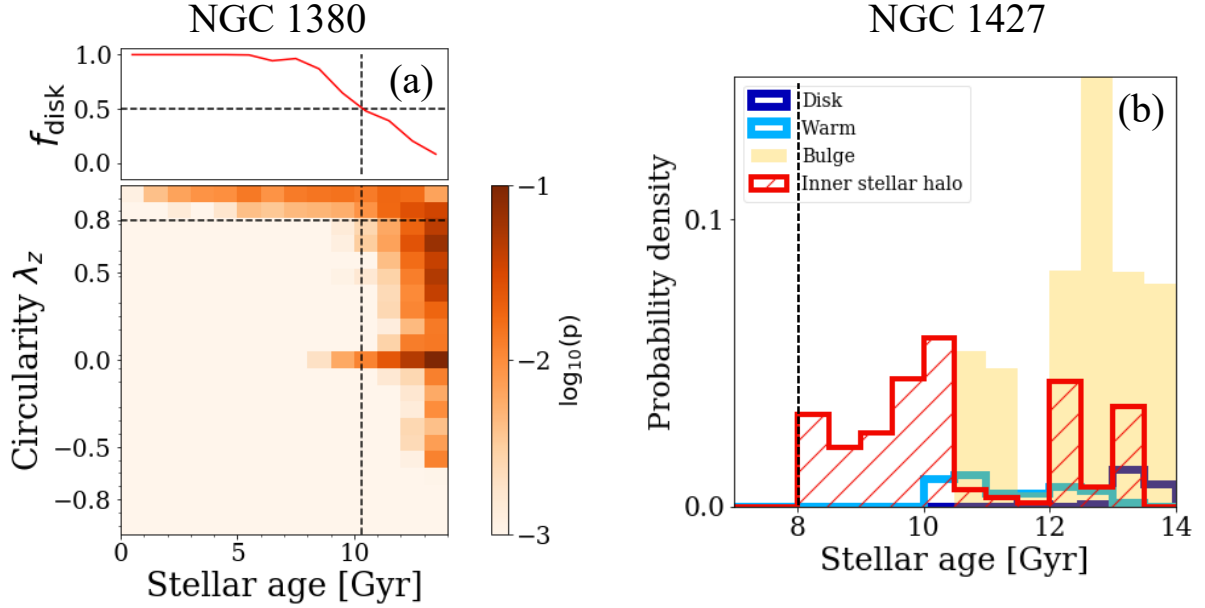 NGC 1380
NGC 1427
1.0
0.5
0.0
f_disk
(a)
0.8
0.5
0.0
−0.5
−0.8
Circularity λ_z
0
5
10
Stellar age [Gyr]
−1
−2
−3
log₁₀(p)
Disk
Warm
Bulge
Inner stellar halo
(b)
0.1
0.0
Probability density
8
10
12
14
Stellar age [Gyr]